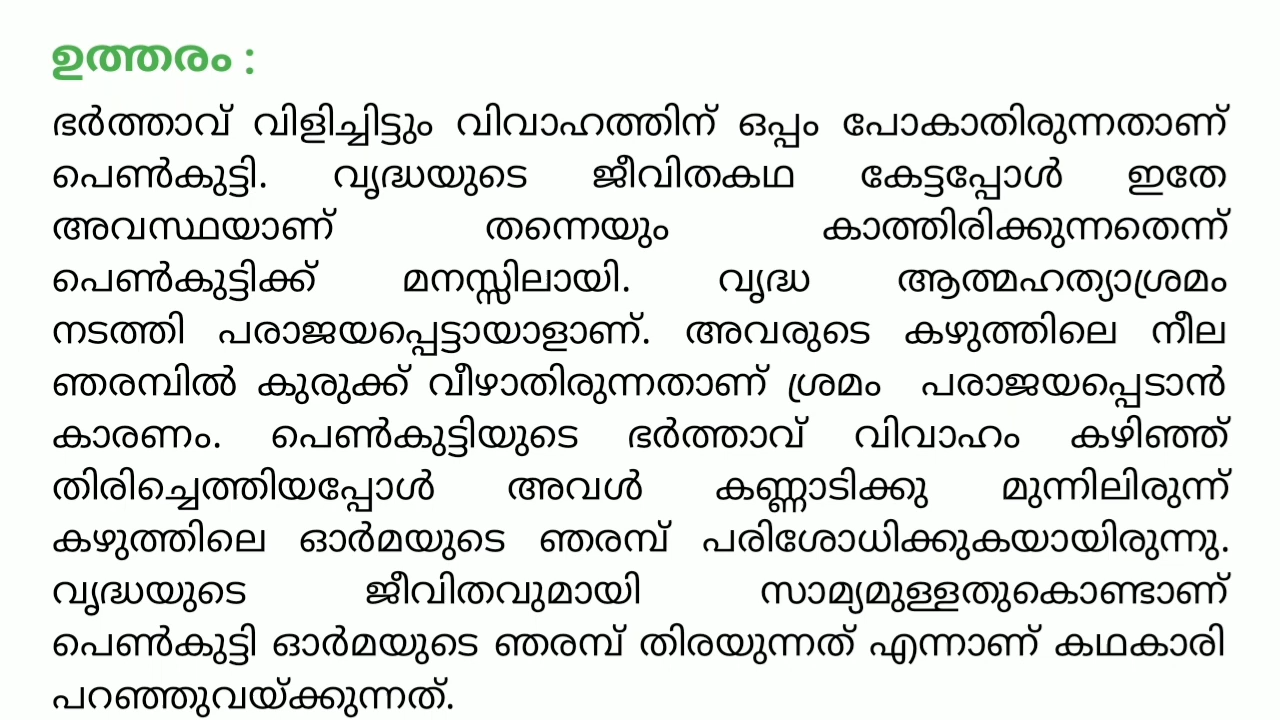 ഉത്തരം :
ഭർത്താവ് വിളിച്ചിട്ടും വിവാഹത്തിന് ഒപ്പം പോകാതിരുന്നതാണ്
പെൺകുട്ടി. വൃദ്ധയുടെ ജീവിതകഥ കേട്ടപ്പോൾ ഇതേ
അവസ്ഥയാണ് തന്നെയും കാത്തിരിക്കുന്നതെന്ന്
പെൺകുട്ടിക്ക് മനസ്സിലായി. വൃദ്ധ ആത്മഹത്യാശ്രമം
നടത്തി പരാജയപ്പെട്ടായാളാണ്. അവരുടെ കഴുത്തിലെ നീല
ഞരമ്പിൽ കുരുക്ക് വീഴാതിരുന്നതാണ് ശ്രമം പരാജയപ്പെടാൻ
കാരണം. പെൺകുട്ടിയുടെ ഭർത്താവ് വിവാഹം കഴിഞ്ഞ്
തിരിച്ചെത്തിയപ്പോൾ അവൾ കണ്ണാടിക്കു മുന്നിലിരുന്ന്
കഴുത്തിലെ ഓർമയുടെ ഞരമ്പ് പരിശോധിക്കുകയായിരുന്നു.
വൃദ്ധയുടെ ജീവിതവുമായി സാമ്യമുള്ളതുകൊണ്ടാണ്
പെൺകുട്ടി ഓർമയുടെ ഞരമ്പ് തിരയുന്നത് എന്നാണ് കഥകാരി
പറഞ്ഞുവയ്ക്കുന്നത്.